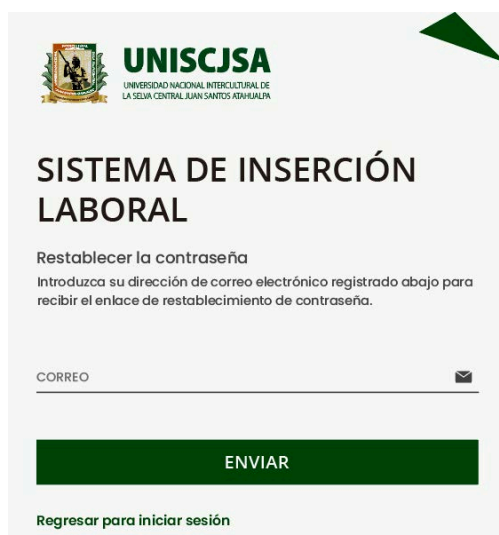 UNISCJSA
UNIVERSIDAD NACIONAL INTERCULTURAL DE
LA SELVA CENTRAL JUAN SANTOS ATAHUALPA
SISTEMA DE INSERCIÓN
LABORAL
Restablecer la contraseña
Introduzca su dirección de correo electrónico registrado abajo para
recibir el enlace de restablecimiento de contraseña.
CORREO
ENVIAR
Regresar para iniciar sesión